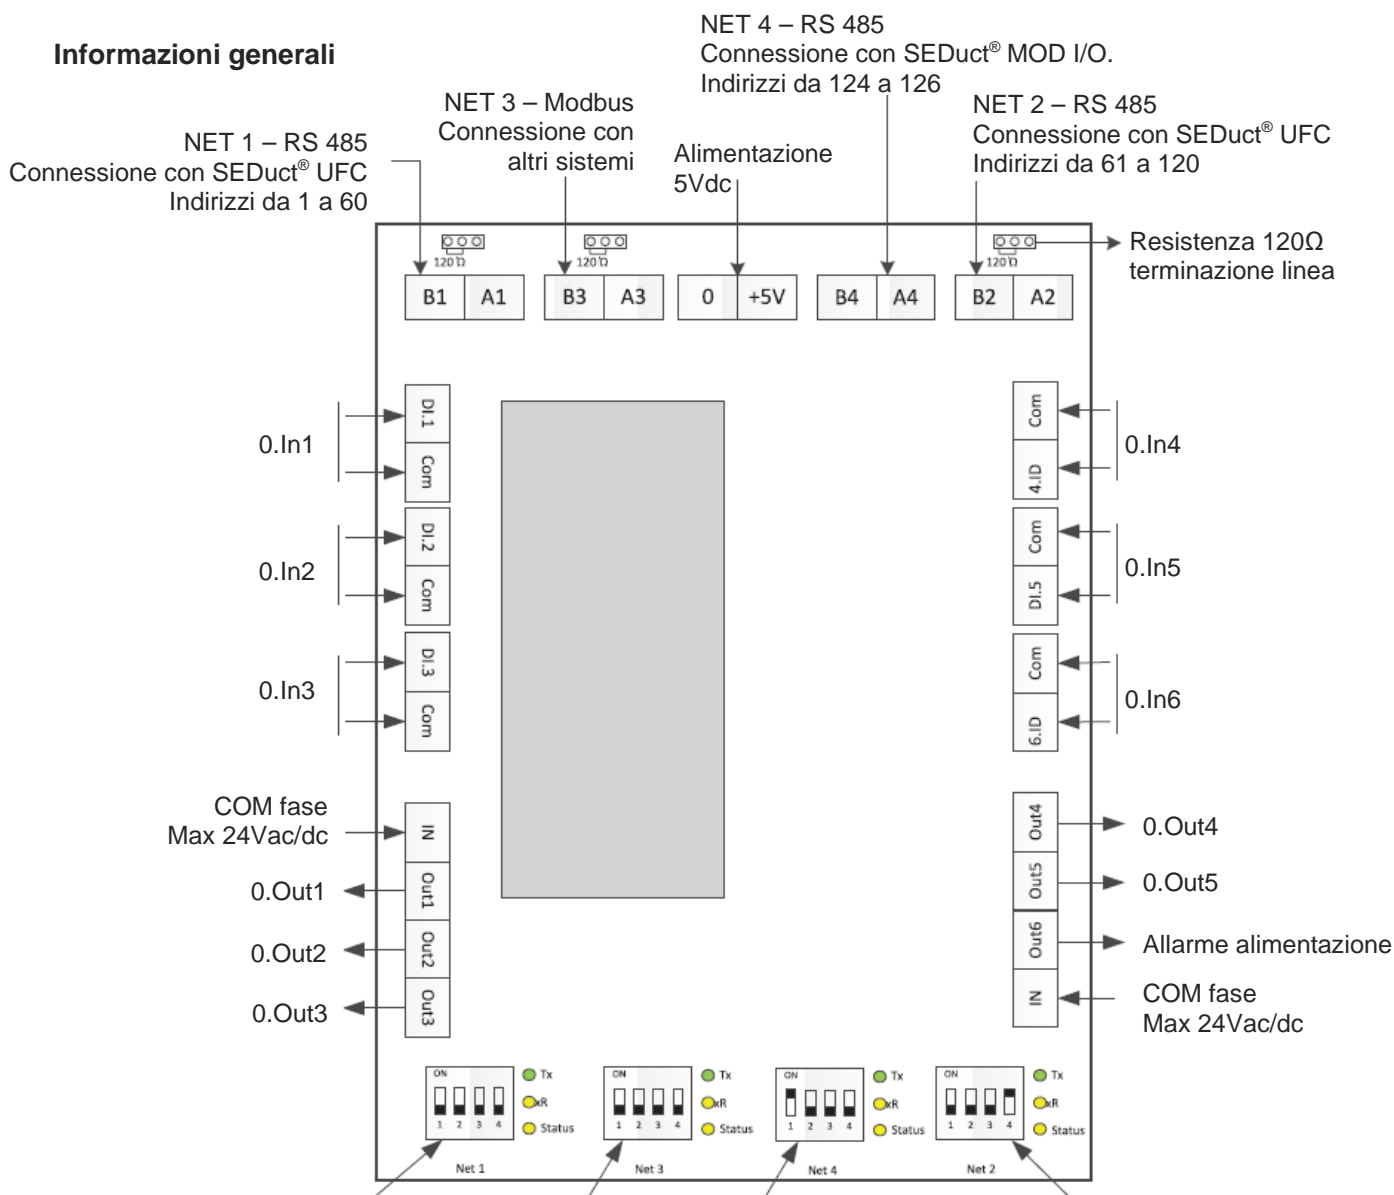 Informazioni generali
NET 4 – RS 485
Connessione con SEDuct® MOD I/O.
Indirizzi da 124 a 126
NET 3 – Modbus
Connessione con
altri sistemi
NET 2 – RS 485
Connessione con SEDuct® UFC
Indirizzi da 61 a 120
NET 1 – RS 485
Connessione con SEDuct® UFC
Indirizzi da 1 a 60
Alimentazione
5Vdc
Resistenza 120Ω
terminazione linea
120Ω
120Ω
120Ω
B1 A1 B3 A3 0 +5V B4 A4 B2 A2
0.In1
DI.1
Com
0.In2
DI.2
Com
0.In3
DI.3
Com
Com
4.ID
0.In4
Com
DI.5
0.In5
Com
6.ID
0.In6
COM fase
Max 24Vac/dc
IN
0.Out1
Out1
0.Out2
Out2
0.Out3
Out3
Out4
0.Out4
Out5
0.Out5
Out6
Allarme alimentazione
IN
COM fase
Max 24Vac/dc
ON
1 2 3 4
Tx
xR
Status
Net 1
ON
1 2 3 4
Tx
xR
Status
Net 3
ON
1 2 3 4
Tx
xR
Status
Net 4
ON
1 2 3 4
Tx
xR
Status
Net 2